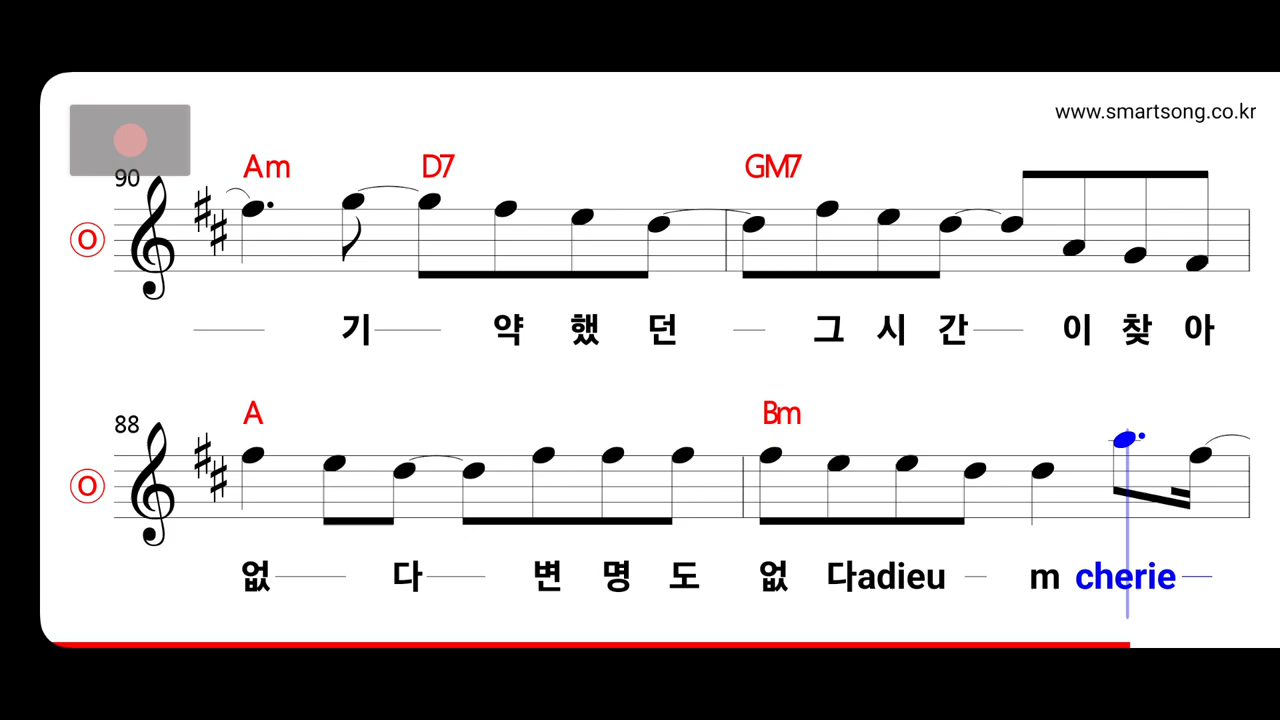 www.smartsong.co.kr
90
Am D7 GM7
O
기 약 했 던 그 시 간 이 찾 아
88
A Bm
O
없 다 변 명 도 없 다adieu m cherie